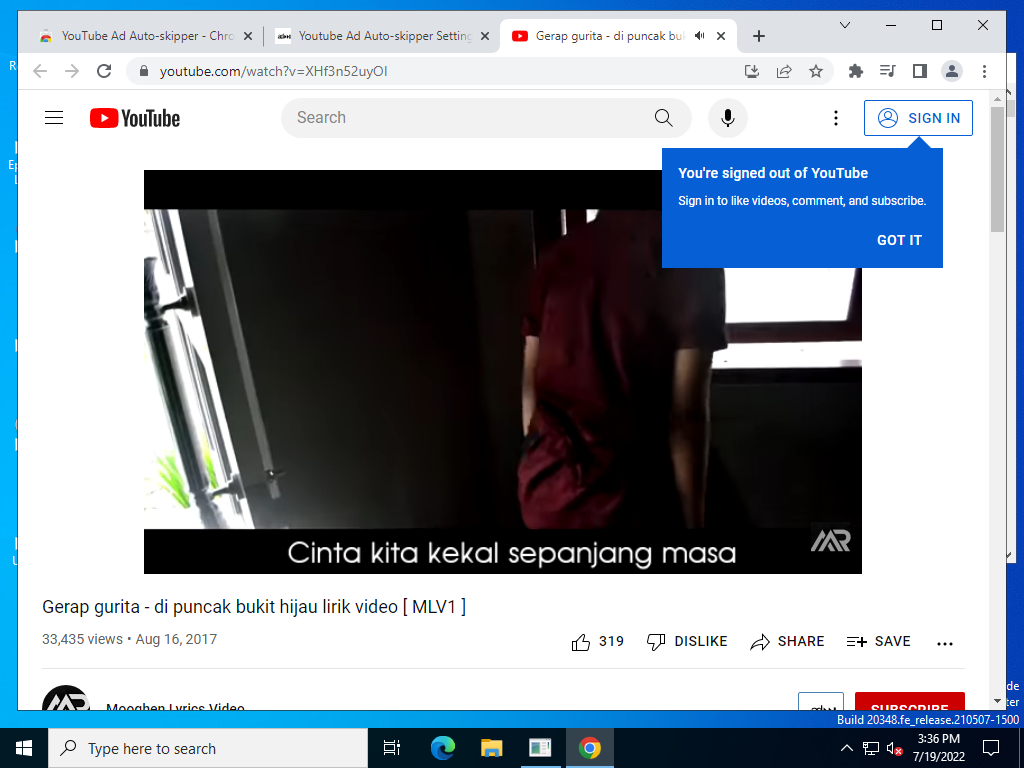 YouTube Ad Auto-skipper - Chro
Youtube Ad Auto-skipper Setting
Gerap gurita - di puncak bu
youtube.com/watch?v=XHf3n52uyOI
YouTube
Search
SIGN IN
You're signed out of YouTube
Sign in to like videos, comment, and subscribe.
GOT IT
Cinta kita kekal sepanjang masa
MR
Gerap gurita - di puncak bukit hijau lirik video [ MLV1 ]
33,435 views • Aug 16, 2017
319
DISLIKE
SHARE
SAVE
Mooghen Lyrics Video
SUBSCRIBE
Build 20348.fe_release.210507-1500
Type here to search
3:36 PM
7/19/2022